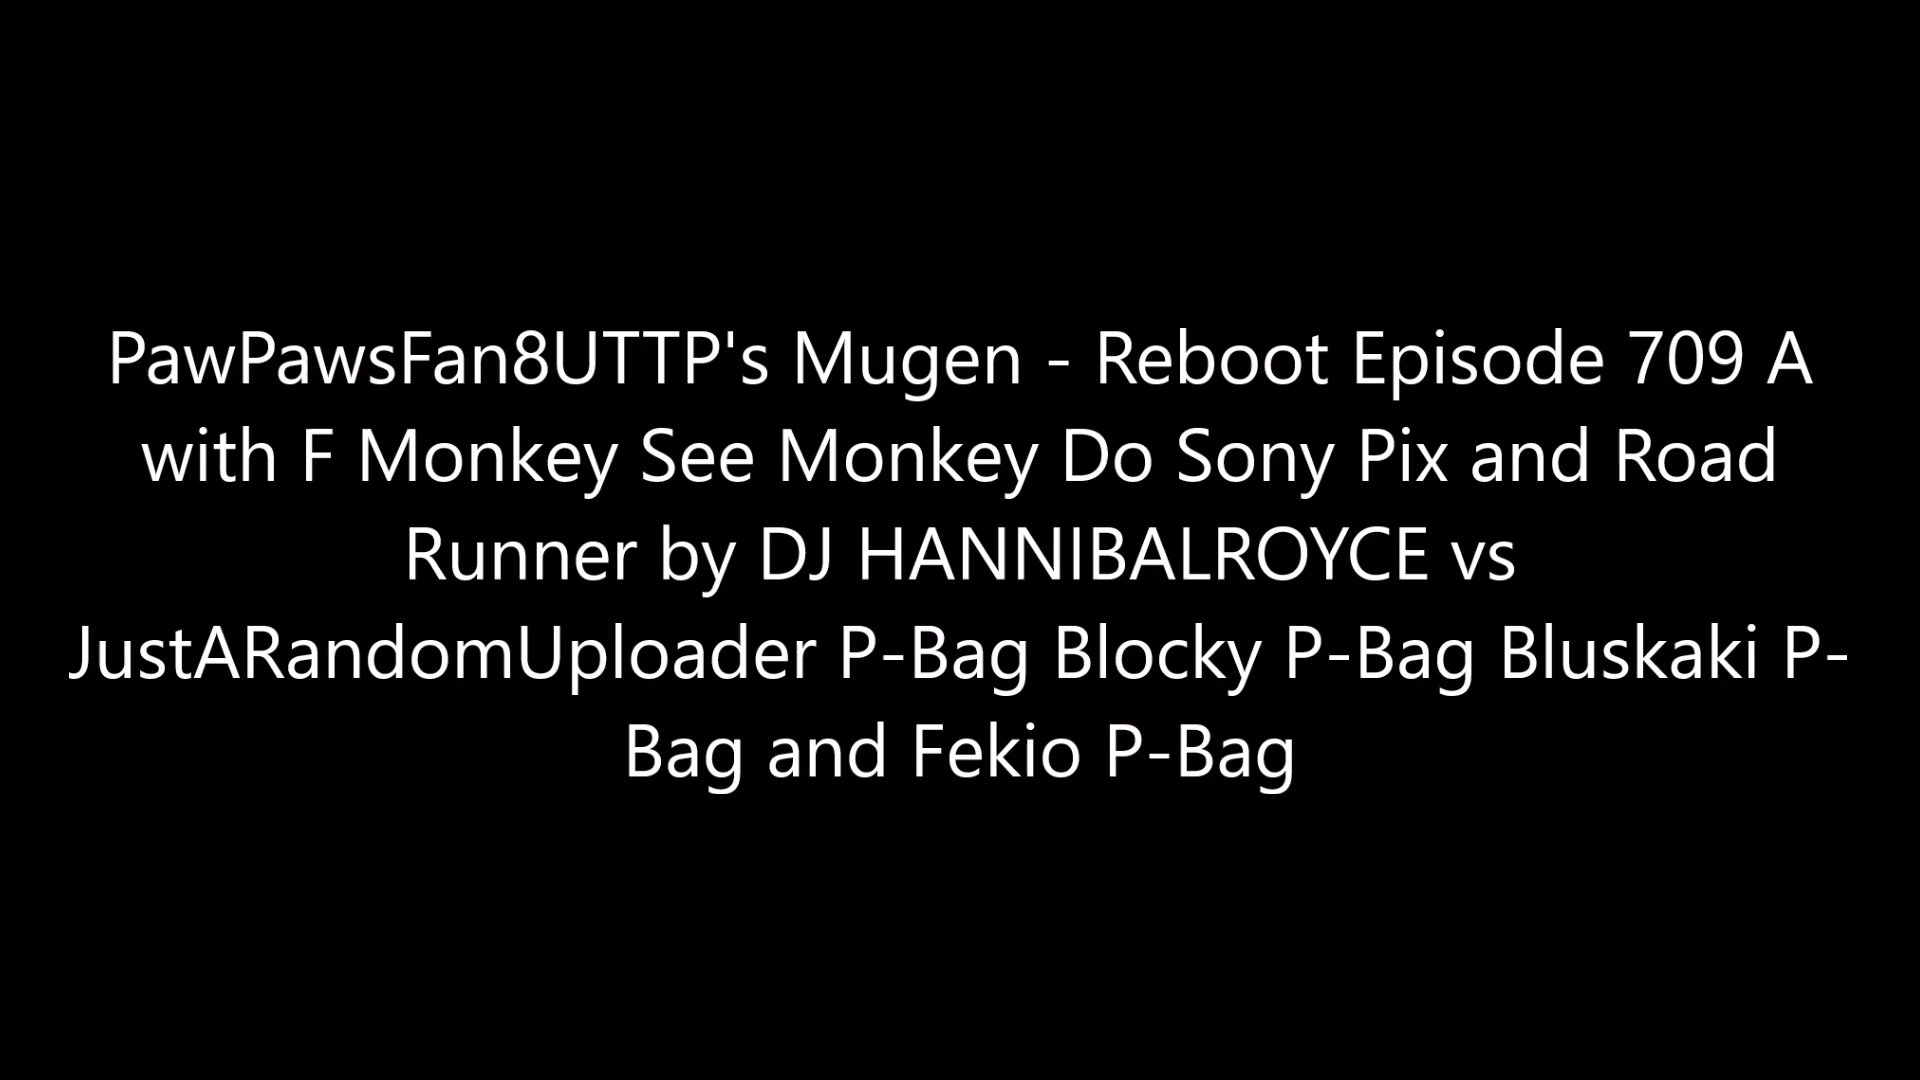 PawPawsFan8UTTP's Mugen - Reboot Episode 709 A
with F Monkey See Monkey Do Sony Pix and Road
Runner by DJ HANNIBALROYCE vs
JustARandomUploader P-Bag Blocky P-Bag Bluskaki P-
Bag and Fekio P-Bag